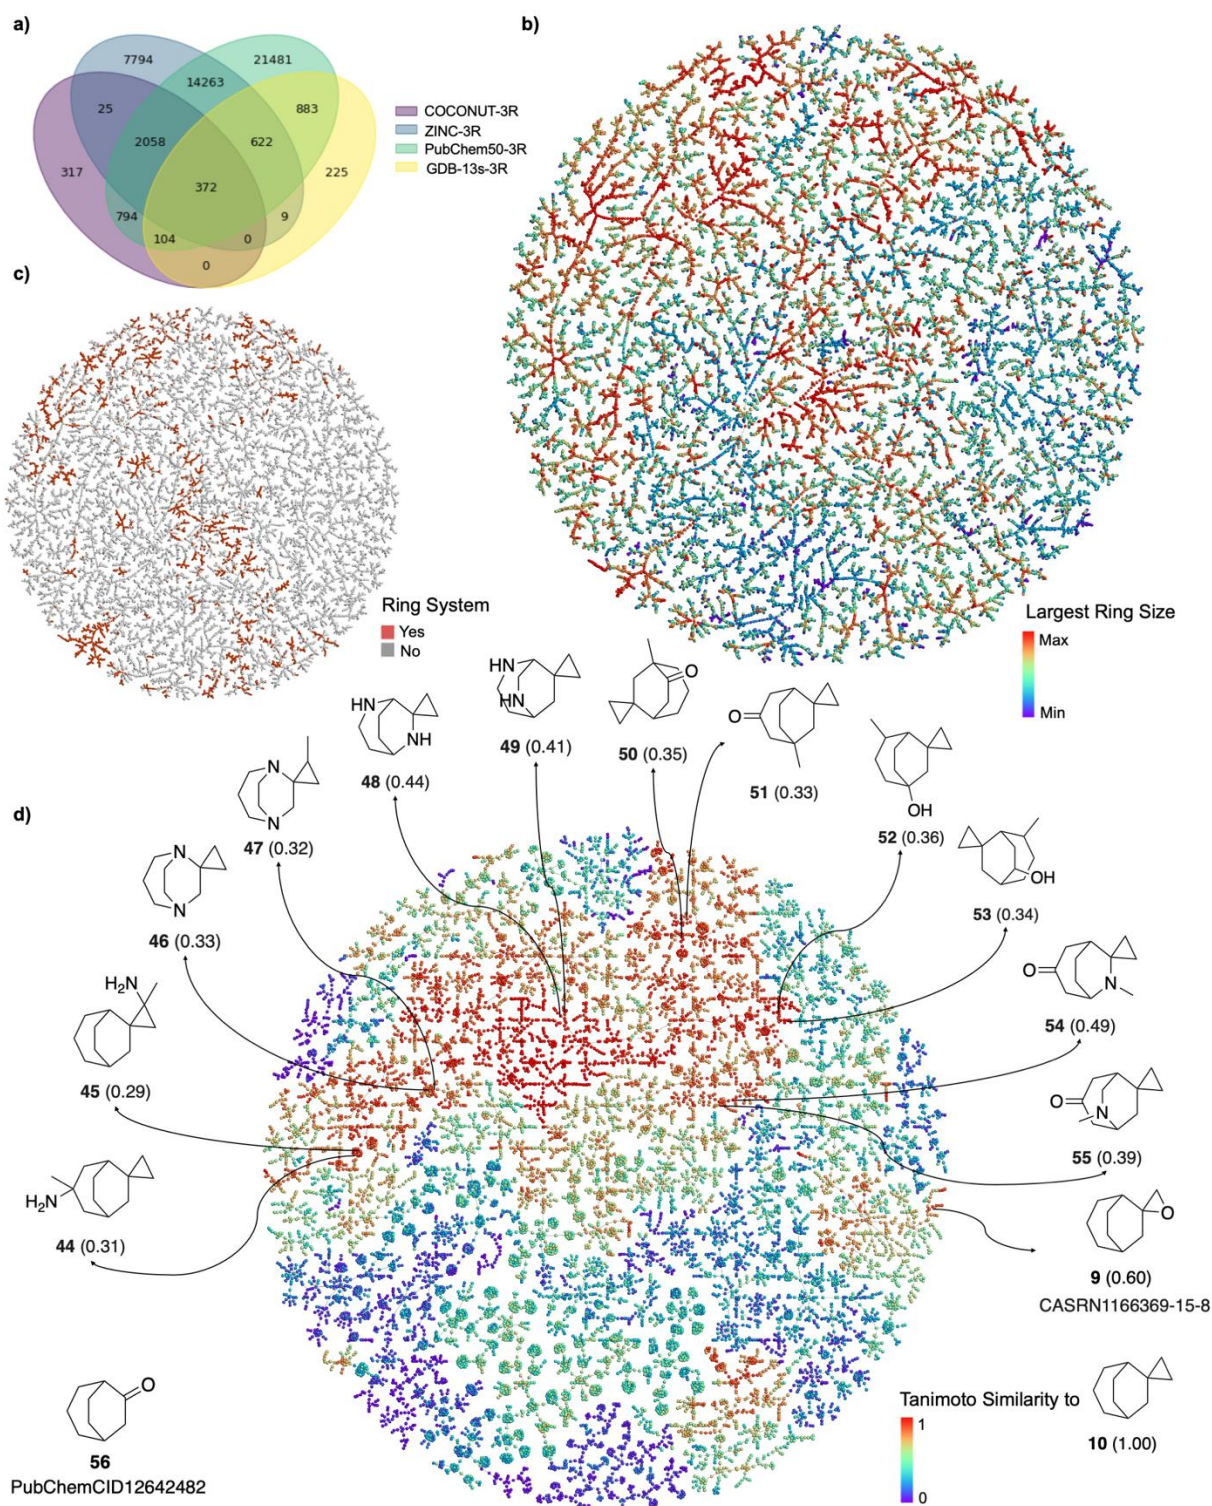 a)
7794
21481
14263
25
883
2058
622
317
372
225
794
9
104
0
0
COCONUT-3R
ZINC-3R
PubChem50-3R
GDB-13s-3R
b)
Largest Ring Size
Max
Min
c)
Ring System
Yes
No
d)
H2N
H2N
44 (0.31)
45 (0.29)
N
N
46 (0.33)
N
N
47 (0.32)
HN
NH
48 (0.44)
HN
HN
49 (0.41)
O
50 (0.35)
O
51 (0.33)
OH
52 (0.36)
OH
53 (0.34)
O
N
54 (0.49)
O
N
55 (0.39)
O
9 (0.60)
CASRN1166369-15-8
O
56
PubChemCID12642482
Tanimoto Similarity to
1
0
10 (1.00)